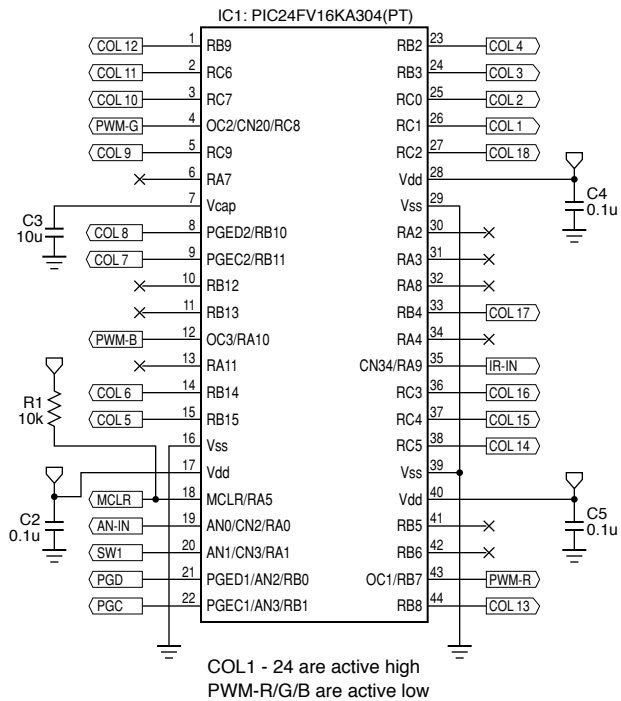 IC1: PIC24FV16KA304(PT)
COL 12 1 RB9 RB2 23 COL 4
COL 11 2 RC6 RB3 24 COL 3
COL 10 3 RC7 RC0 25 COL 2
PWM-G 4 OC2/CN20/RC8 RC1 26 COL 1
COL 9 5 RC9 RC2 27 COL 18
6 RA7 Vdd 28
7 Vcap Vss 29
C3
10u
C4
0.1u
COL 8 8 PGED2/RB10 RA2 30
COL 7 9 PGEC2/RB11 RA3 31
10 RB12 RA8 32
11 RB13 RB4 33 COL 17
PWM-B 12 OC3/RA10 RA4 34
13 RA11 CN34/RA9 35 IR-IN
COL 6 14 RB14 RC3 36 COL 16
R1
10k
COL 5 15 RB15 RC4 37 COL 15
16 Vss RC5 38 COL 14
17 Vdd Vss 39
MCLR 18 MCLR/RA5 Vdd 40
C2
0.1u
C5
0.1u
AN-IN 19 AN0/CN2/RA0 RB5 41
SW1 20 AN1/CN3/RA1 RB6 42
PGD 21 PGED1/AN2/RB0 OC1/RB7 43 PWM-R
PGC 22 PGEC1/AN3/RB1 RB8 44 COL 13
COL1 - 24 are active high
PWM-R/G/B are active low